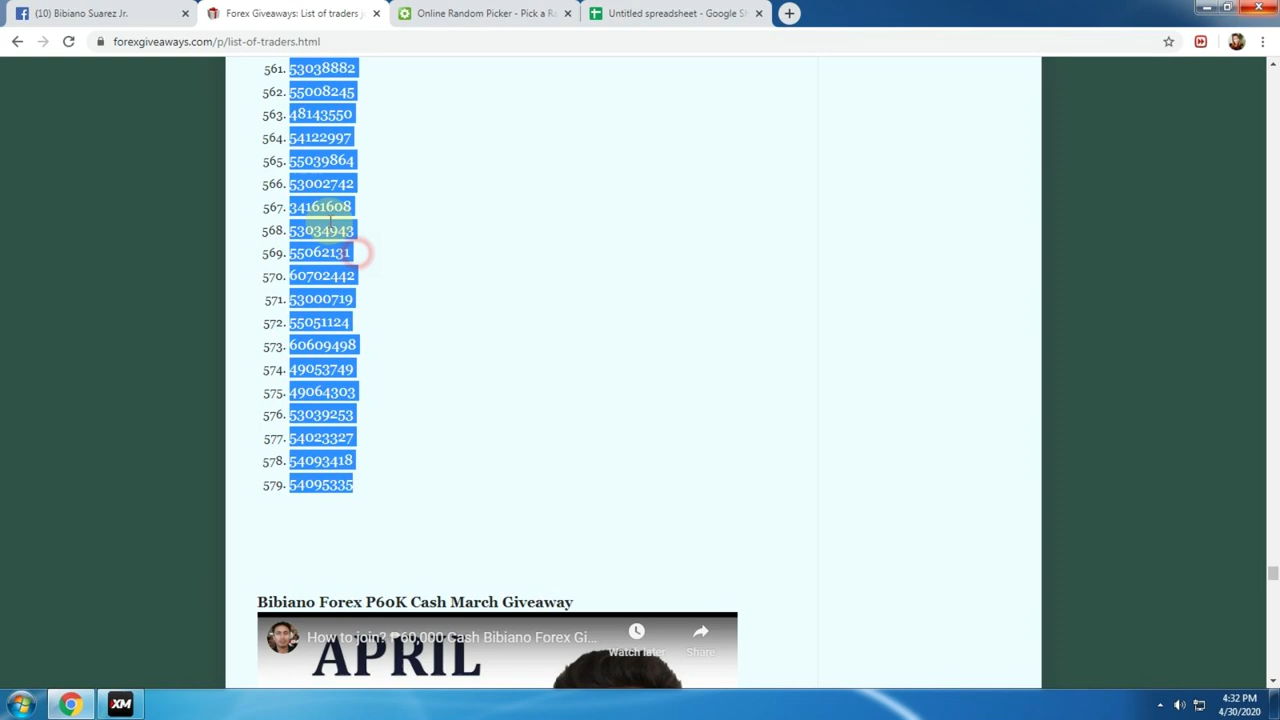 (10) Bibiano Suarez Jr.
Forex Giveaways: List of traders j
Online Random Picker - Pick a Ra
Untitled spreadsheet - Google Sh
forexgiveaways.com/p/list-of-traders.html
561. 53038882
562. 55008245
563. 48143550
564. 54122997
565. 55039864
566. 53002742
567. 34161608
568. 53034943
569. 55062131
570. 60702442
571. 53000719
572. 55051124
573. 60609498
574. 49053749
575. 49064303
576. 53039253
577. 54023327
578. 54093418
579. 54095335
Bibiano Forex P60K Cash March Giveaway
How to join? ₱60,000 Cash Bibiano Forex Gi...
Watch later
Share
APRIL
XM
4:32 PM
4/30/2020